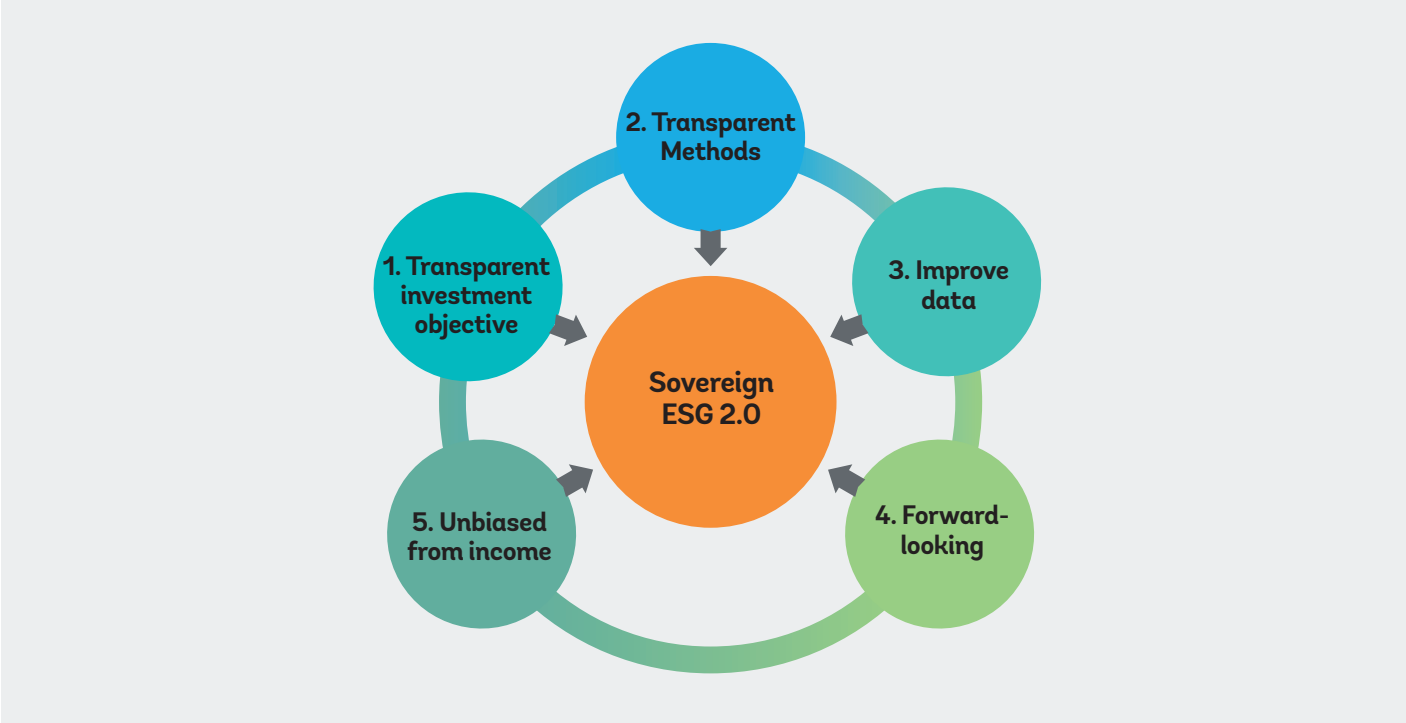 2. Transparent
Methods
1. Transparent
investment
objective
3. Improve
data
Sovereign
ESG 2.0
4. Forward-
looking
5. Unbiased
from income